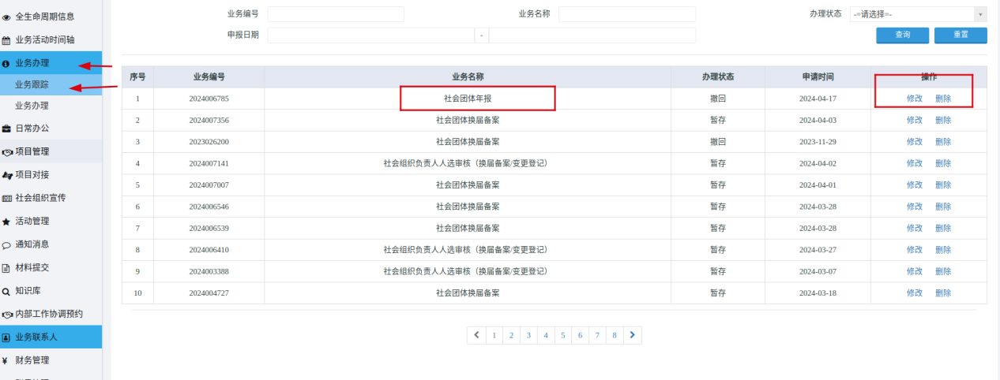 全生命周期信息
业务活动时间轴
业务办理
业务跟踪
业务办理
日常办公
项目管理
项目对接
社会组织宣传
活动管理
通知消息
材料提交
知识库
内部工作协调预约
业务联系人
财务管理
业务编号 业务名称 办理状态 -=请选择=-
申报日期 - 查询 重置
序号 业务编号 业务名称 办理状态 申请时间 操作
1 2024006785 社会团体年报 撤回 2024-04-17 修改 删除
2 2024007356 社会团体换届备案 暂存 2024-04-03 修改 删除
3 2023026200 社会团体换届备案 撤回 2023-11-29 修改 删除
4 2024007141 社会组织负责人人选审核（换届备案/变更登记） 暂存 2024-04-02 修改 删除
5 2024007007 社会团体换届备案 暂存 2024-04-01 修改 删除
6 2024006546 社会团体换届备案 暂存 2024-03-28 修改 删除
7 2024006539 社会团体换届备案 暂存 2024-03-28 修改 删除
8 2024006410 社会组织负责人人选审核（换届备案/变更登记） 暂存 2024-03-27 修改 删除
9 2024003388 社会组织负责人人选审核（换届备案/变更登记） 暂存 2024-03-07 修改 删除
10 2024004727 社会团体换届备案 暂存 2024-03-18 修改 删除
1 2 3 4 5 6 7 8